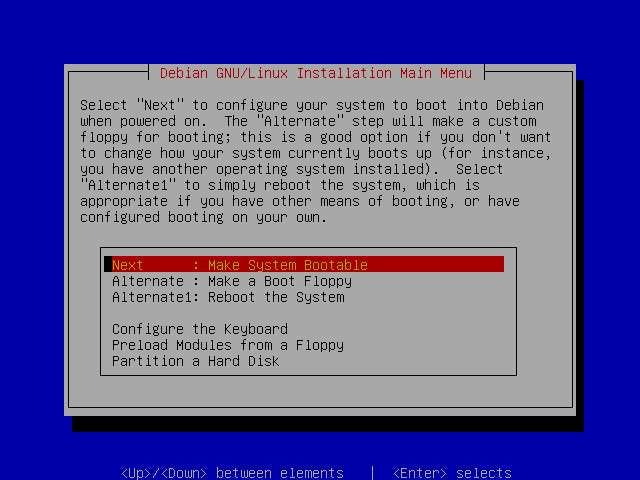 Debian GNU/Linux Installation Main Menu
Select "Next" to configure your system to boot into Debian
when powered on.  The "Alternate" step will make a custom
floppy for booting; this is a good option if you don't want
to change how your system currently boots up (for instance,
you have another operating system installed).  Select
"Alternate1" to simply reboot the system, which is
appropriate if you have other means of booting, or have
configured booting on your own.
Next      : Make System Bootable
Alternate : Make a Boot Floppy
Alternate1: Reboot the System
Configure the Keyboard
Preload Modules from a Floppy
Partition a Hard Disk
<Up>/<Down> between elements   |  <Enter> selects